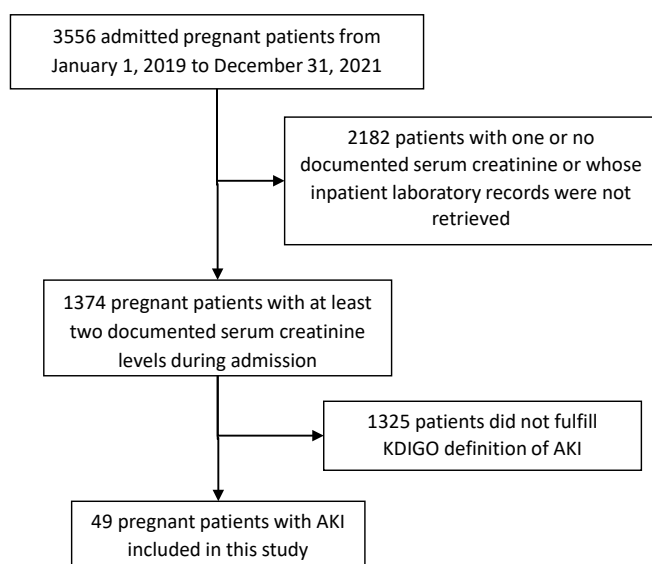 3556 admitted pregnant patients from
January 1, 2019 to December 31, 2021
2182 patients with one or no
documented serum creatinine or whose
inpatient laboratory records were not
retrieved
1374 pregnant patients with at least
two documented serum creatinine
levels during admission
1325 patients did not fulfill
KDIGO definition of AKI
49 pregnant patients with AKI
included in this study